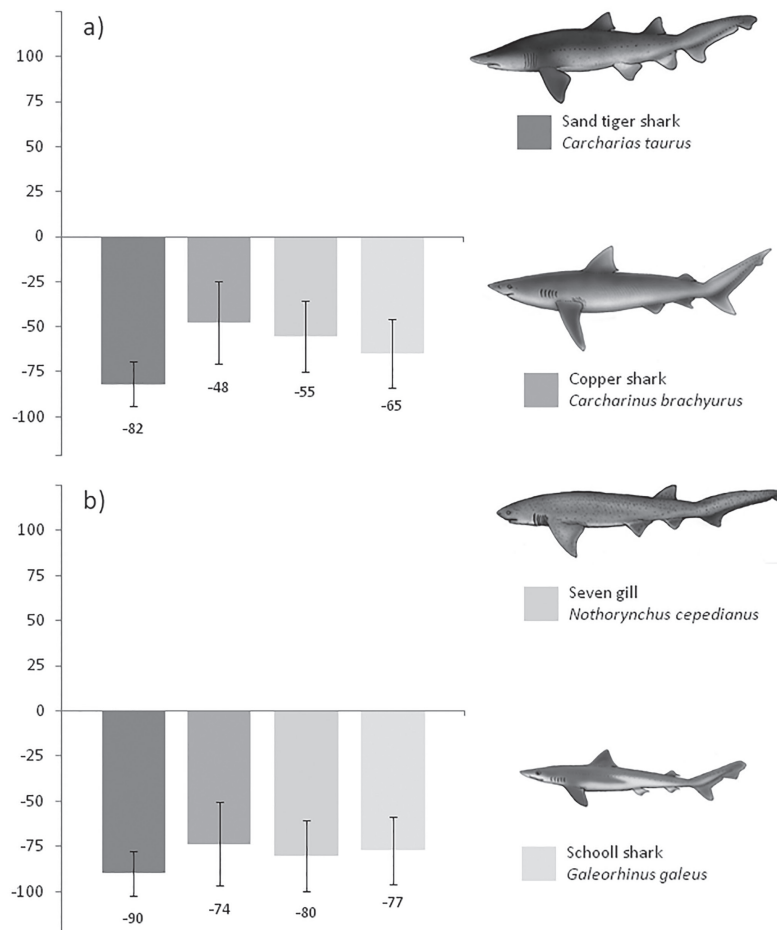 a)
100
75
50
25
0
-25
-50
-75
-100
-82
-48
-55
-65
Sand tiger shark
Carcharias taurus
Copper shark
Carcharinus brachyurus
b)
100
75
50
25
0
-25
-50
-75
-100
-90
-74
-80
-77
Seven gill
Nothorynchus cepedianus
Schooll shark
Galeorhinus galeus